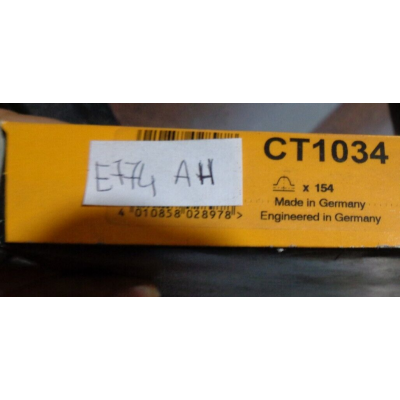 CT1034
E774 AH
x 154
Made in Germany
Engineered in Germany
4 010858 028978 >